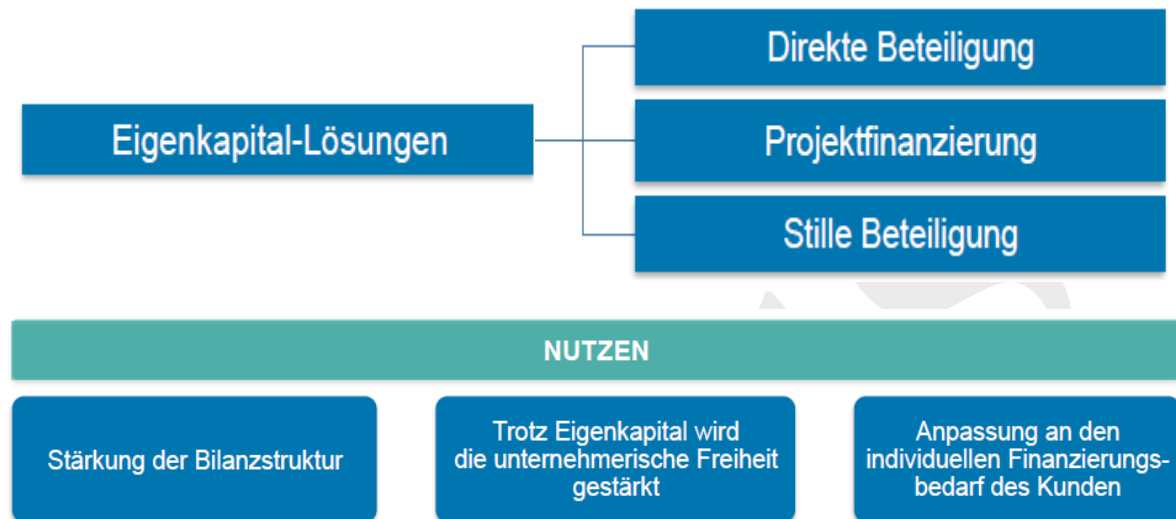 Eigenkapital-Lösungen
Direkte Beteiligung
Projektfinanzierung
Stille Beteiligung
NUTZEN
Stärkung der Bilanzstruktur
Trotz Eigenkapital wird
die unternehmerische Freiheit
gestärkt
Anpassung an den
individuellen Finanzierungs-
bedarf des Kunden